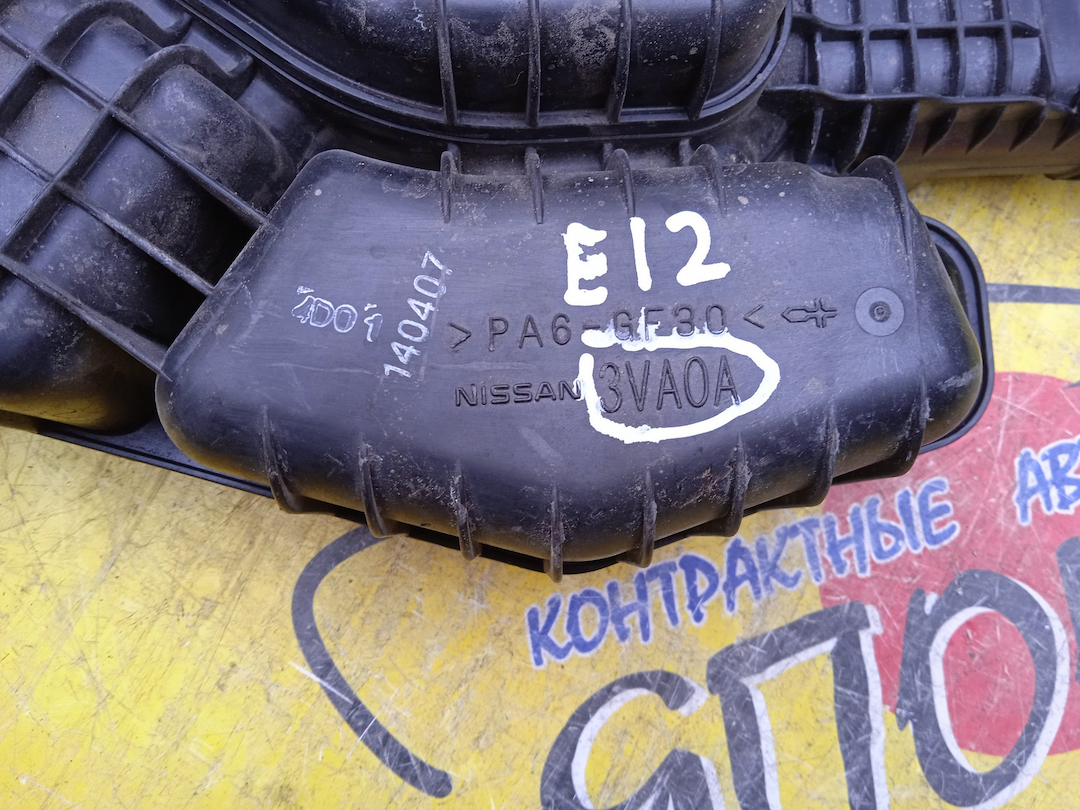 E12
4D01
140407
>PA6-GF30<
NISSAN 3VA0A
КОНТРАКТНЫЕ